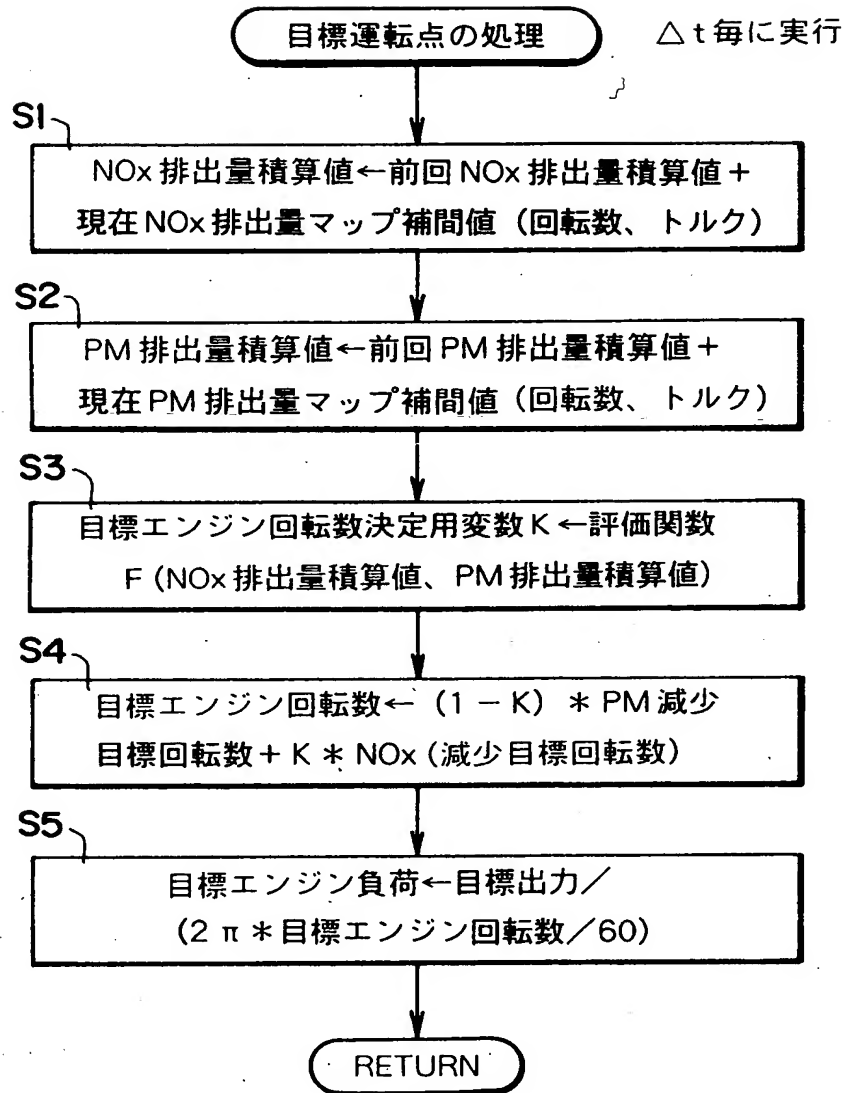 目標運転点の処理
△t毎に実行
S1
NOx排出量積算値←前回NOx排出量積算値＋
現在NOx排出量マップ補間値（回転数、トルク）
S2
PM排出量積算値←前回PM排出量積算値＋
現在PM排出量マップ補間値（回転数、トルク）
S3
目標エンジン回転数決定用変数K←評価関数
F（NOx排出量積算値、PM排出量積算値）
S4
目標エンジン回転数←（1－K）＊PM減少
目標回転数＋K＊NOx（減少目標回転数）
S5
目標エンジン負荷←目標出力／
（2π＊目標エンジン回転数／60）
RETURN